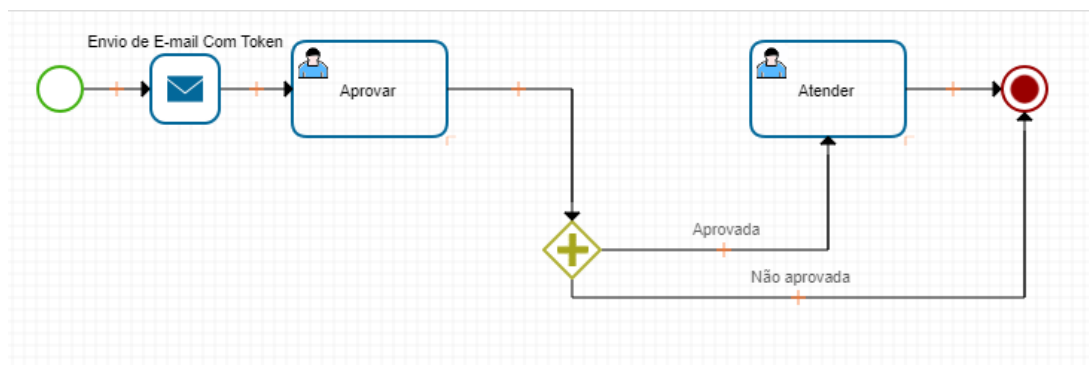 Envio de E-mail Com Token
Aprovar
Atender
Aprovada
Não aprovada